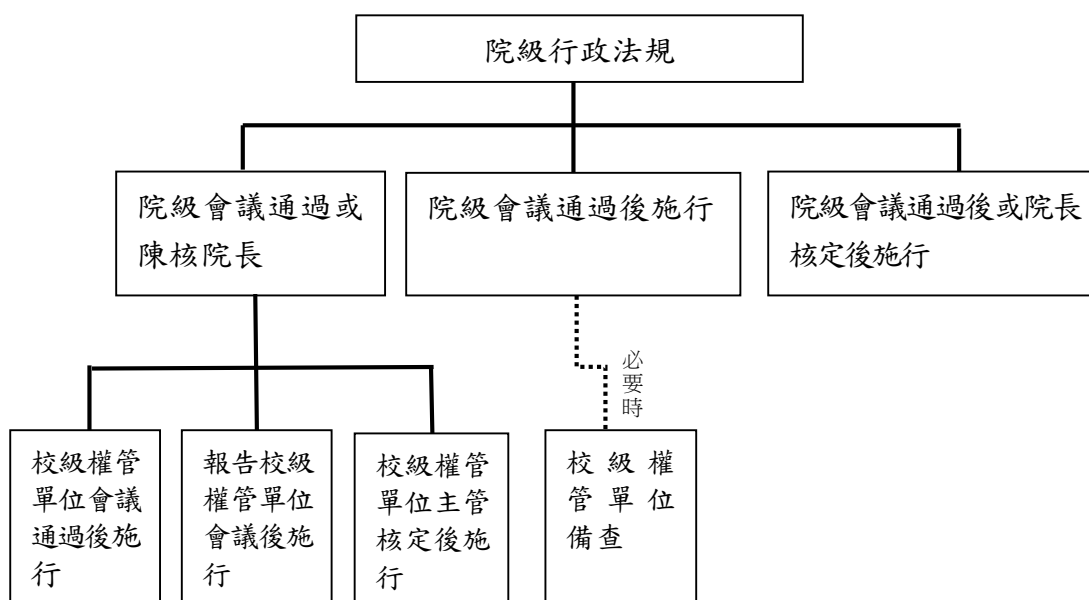 院級行政法規
院級會議通過或
陳核院長
院級會議通過後施行
院級會議通過後或院長
核定後施行
必要時
校級權管
單位會議
通過後施
行
報告校級
權管單位
會議後施
行
校級權管
單位主管
核定後施
行
校級權
管單位
備查